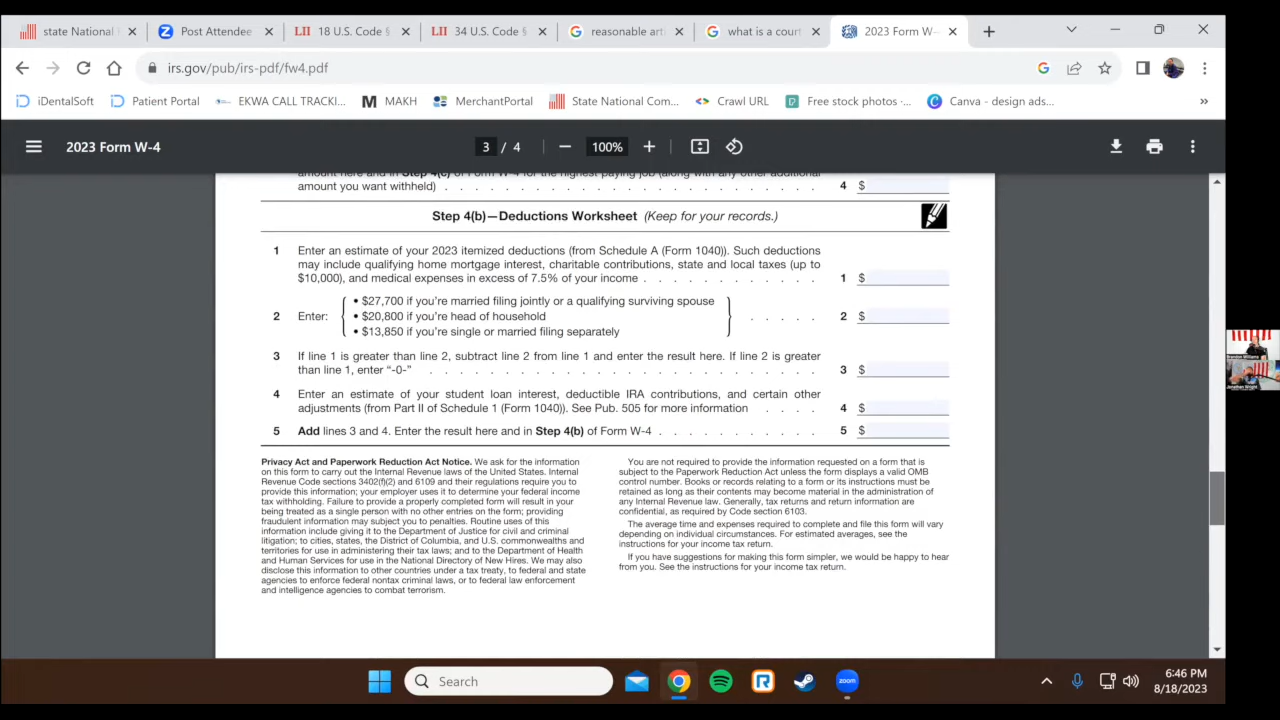 state National
Post Attendee
LII 18 U.S. Code §
LII 34 U.S. Code §
reasonable arti
what is a court
2023 Form W-
irs.gov/pub/irs-pdf/fw4.pdf
iDentalSoft
Patient Portal
EKWA CALL TRACKI...
M MAKH
MerchantPortal
State National Com...
Crawl URL
Free stock photos ·...
Canva - design ads...
»
2023 Form W-4
3 / 4
100%
amount here and in Step 4(c) of Form W-4 for the highest paying job (along with any other additional
amount you want withheld) . . . . . . . . . . . . . . . . . . . . . . 4 $
Step 4(b)—Deductions Worksheet (Keep for your records.)
1 Enter an estimate of your 2023 itemized deductions (from Schedule A (Form 1040)). Such deductions
may include qualifying home mortgage interest, charitable contributions, state and local taxes (up to
$10,000), and medical expenses in excess of 7.5% of your income . . . . . . . . . . 1 $
• $27,700 if you're married filing jointly or a qualifying surviving spouse
2 Enter: • $20,800 if you're head of household . . . . . 2 $
• $13,850 if you're single or married filing separately
3 If line 1 is greater than line 2, subtract line 2 from line 1 and enter the result here. If line 2 is greater
than line 1, enter "-0-" . . . . . . . . . . . . . . . . . . . . . . . 3 $
4 Enter an estimate of your student loan interest, deductible IRA contributions, and certain other
adjustments (from Part II of Schedule 1 (Form 1040)). See Pub. 505 for more information . . . . 4 $
5 Add lines 3 and 4. Enter the result here and in Step 4(b) of Form W-4 . . . . . . . . . . 5 $
Privacy Act and Paperwork Reduction Act Notice. We ask for the information
on this form to carry out the Internal Revenue laws of the United States. Internal
Revenue Code sections 3402(f)(2) and 6109 and their regulations require you to
provide this information; your employer uses it to determine your federal income
tax withholding. Failure to provide a properly completed form will result in your
being treated as a single person with no other entries on the form; providing
fraudulent information may subject you to penalties. Routine uses of this
information include giving it to the Department of Justice for civil and criminal
litigation; to cities, states, the District of Columbia, and U.S. commonwealths and
territories for use in administering their tax laws; and to the Department of Health
and Human Services for use in the National Directory of New Hires. We may also
disclose this information to other countries under a tax treaty, to federal and state
agencies to enforce federal nontax criminal laws, or to federal law enforcement
and intelligence agencies to combat terrorism.
You are not required to provide the information requested on a form that is
subject to the Paperwork Reduction Act unless the form displays a valid OMB
control number. Books or records relating to a form or its instructions must be
retained as long as their contents may become material in the administration of
any Internal Revenue law. Generally, tax returns and return information are
confidential, as required by Code section 6103.
The average time and expenses required to complete and file this form will vary
depending on individual circumstances. For estimated averages, see the
instructions for your income tax return.
If you have suggestions for making this form simpler, we would be happy to hear
from you. See the instructions for your income tax return.
Brandon Williams
Jonathan Wright
Search
zoom
6:46 PM
8/18/2023